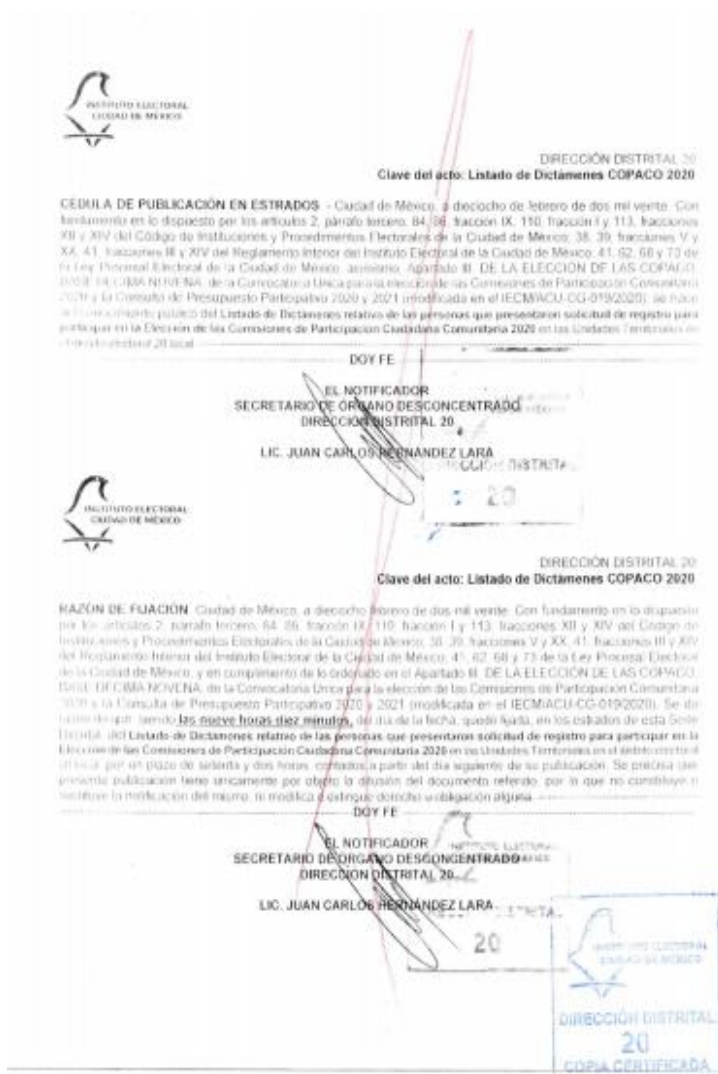 INSTITUTO ELECTORAL
CIUDAD DE MÉXICO
DIRECCIÓN DISTRITAL 20
Clave del acto: Listado de Dictámenes COPACO 2020
CEDULA DE PUBLICACIÓN EN ESTRADOS - Ciudad de México, a dieciocho de febrero de dos mil veinte. Con
fundamento en lo dispuesto por los artículos 2, párrafo tercero, 84, 86, fracción IX, 110, fracción I y 113, fracciones
XII y XIV del Código de Instituciones y Procedimientos Electorales de la Ciudad de México; 38, 39, fracciones V y
XX, 41, fracciones III y XIV del Reglamento Interior del Instituto Electoral de la Ciudad de México; 41, 62, 68 y 73 de
la Ley Procesal Electoral de la Ciudad de México, asimismo, Apartado III. DE LA ELECCIÓN DE LAS COPACO,
BASE DÉCIMA NOVENA, de la Convocatoria Única para la elección de las Comisiones de Participación Comunitaria
2020 y la Consulta de Presupuesto Participativo 2020 y 2021 (modificada en el IECM/ACU-CG-019/2020), se hace
del conocimiento público del Listado de Dictámenes relativo de las personas que presentaron solicitud de registro para
participar en la Elección de las Comisiones de Participación Ciudadana Comunitaria 2020 en las Unidades Territoriales
20 local
DOY FE
EL NOTIFICADOR
SECRETARIO DE ÓRGANO DESCONCENTRADO
DIRECCIÓN DISTRITAL 20
LIC. JUAN CARLOS HERNÁNDEZ LARA
DISTRITAL
20
INSTITUTO ELECTORAL
CIUDAD DE MÉXICO
DIRECCIÓN DISTRITAL 20
Clave del acto: Listado de Dictámenes COPACO 2020
RAZÓN DE FIJACIÓN Ciudad de México, a dieciocho febrero de dos mil veinte. Con fundamento en lo dispuesto
por los artículos 2, párrafo tercero, 84, 86, fracción IX, 110, fracción I y 113, fracciones XII y XIV del Código de
Instituciones y Procedimientos Electorales de la Ciudad de México; 38, 39, fracciones V y XX, 41, fracciones III y XIV
del Reglamento Interior del Instituto Electoral de la Ciudad de México; 41, 62, 68 y 73 de la Ley Procesal Electoral
de la Ciudad de México, y en cumplimiento de lo ordenado en el Apartado III. DE LA ELECCIÓN DE LAS COPACO,
BASE DÉCIMA NOVENA, de la Convocatoria Única para la elección de las Comisiones de Participación Comunitaria
2020 y la Consulta de Presupuesto Participativo 2020 y 2021 (modificada en el IECM/ACU-CG-019/2020). Se da
razón de que, siendo las nueve horas diez minutos, del día de la fecha, quedó fijada, en los estrados de esta Sede
Distrital, del Listado de Dictámenes relativo de las personas que presentaron solicitud de registro para participar en la
Elección de las Comisiones de Participación Ciudadana Comunitaria 2020 en las Unidades Territoriales en el ámbito
por un plazo de setenta y dos horas, contados a partir del día siguiente de su publicación. Se precisa que
presente publicación tiene únicamente por objeto la difusión del documento referido, por lo que no constituye ni
sustituye la notificación del mismo, ni modifica o extingue derecho u obligación alguna.
DOY FE
EL NOTIFICADOR
SECRETARIO DE ÓRGANO DESCONCENTRADO
DIRECCIÓN DISTRITAL 20
LIC. JUAN CARLOS HERNÁNDEZ LARA
20
INSTITUTO ELECTORAL
CIUDAD DE MÉXICO
DIRECCIÓN DISTRITAL
20
COPIA CERTIFICADA